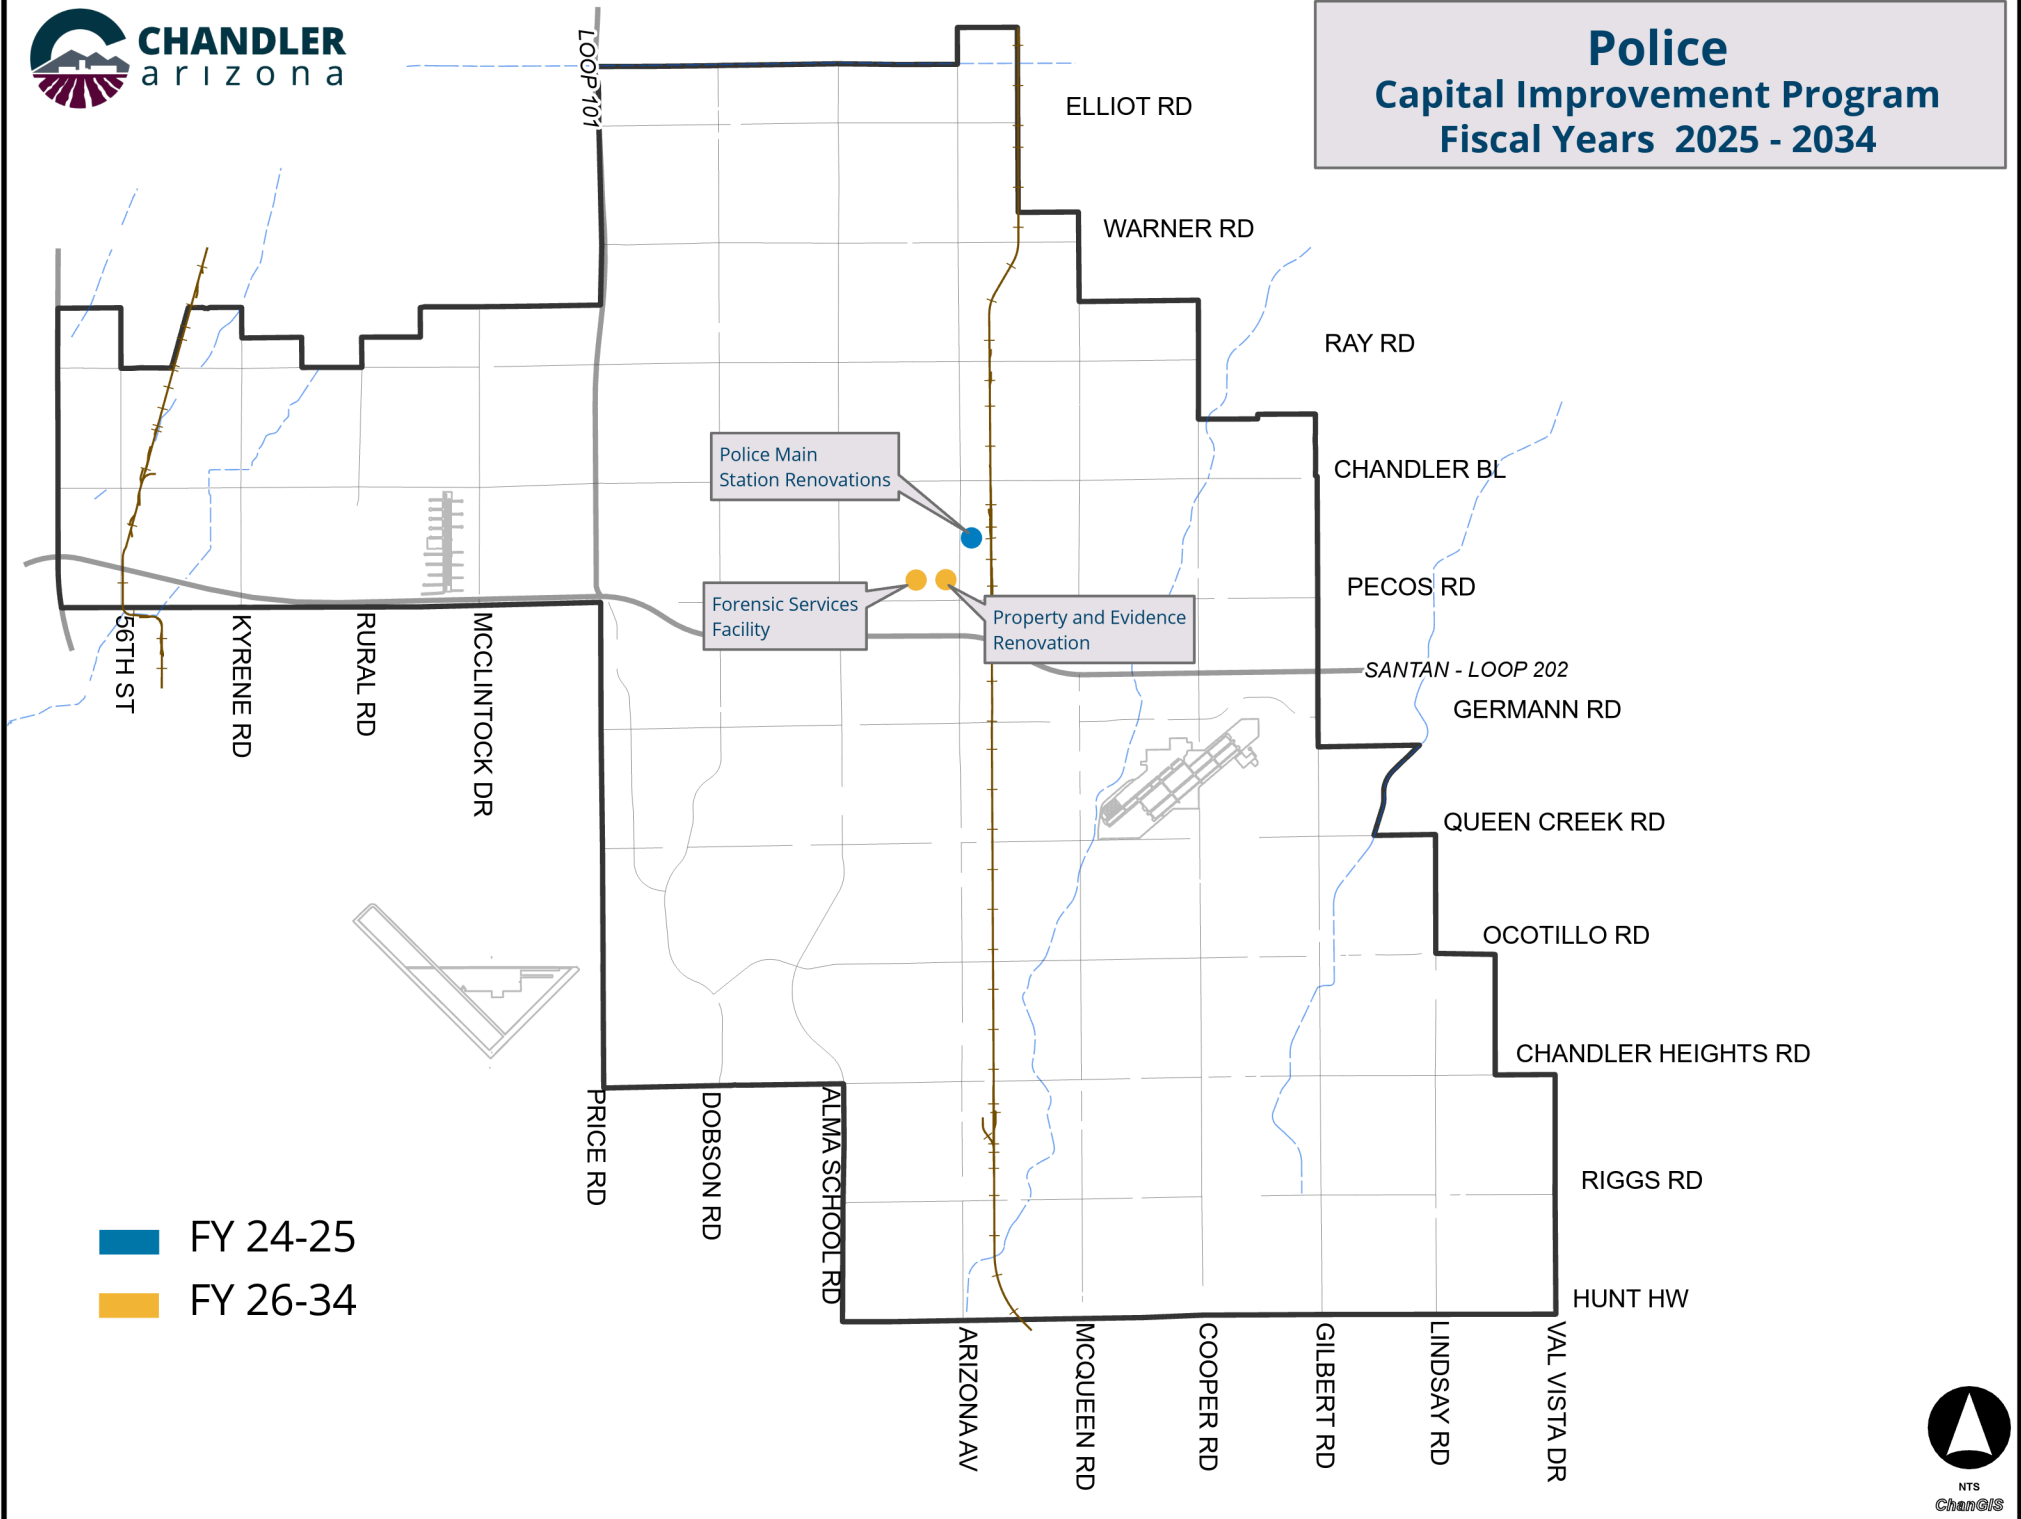 CHANDLER
arizona
Police
Capital Improvement Program
Fiscal Years 2025 - 2034
LOOP 101
ELLIOT RD
WARNER RD
RAY RD
CHANDLER BL
Police Main
Station Renovations
PECOS RD
Forensic Services
Facility
Property and Evidence
Renovation
SANTAN - LOOP 202
GERMANN RD
56TH ST
KYRENE RD
RURAL RD
MCCLINTOCK DR
QUEEN CREEK RD
OCOTILLO RD
CHANDLER HEIGHTS RD
PRICE RD
DOBSON RD
ALMA SCHOOL RD
RIGGS RD
FY 24-25
FY 26-34
HUNT HW
ARIZONA AV
MCQUEEN RD
COOPER RD
GILBERT RD
LINDSAY RD
VAL VISTA DR
NTS
ChanGIS